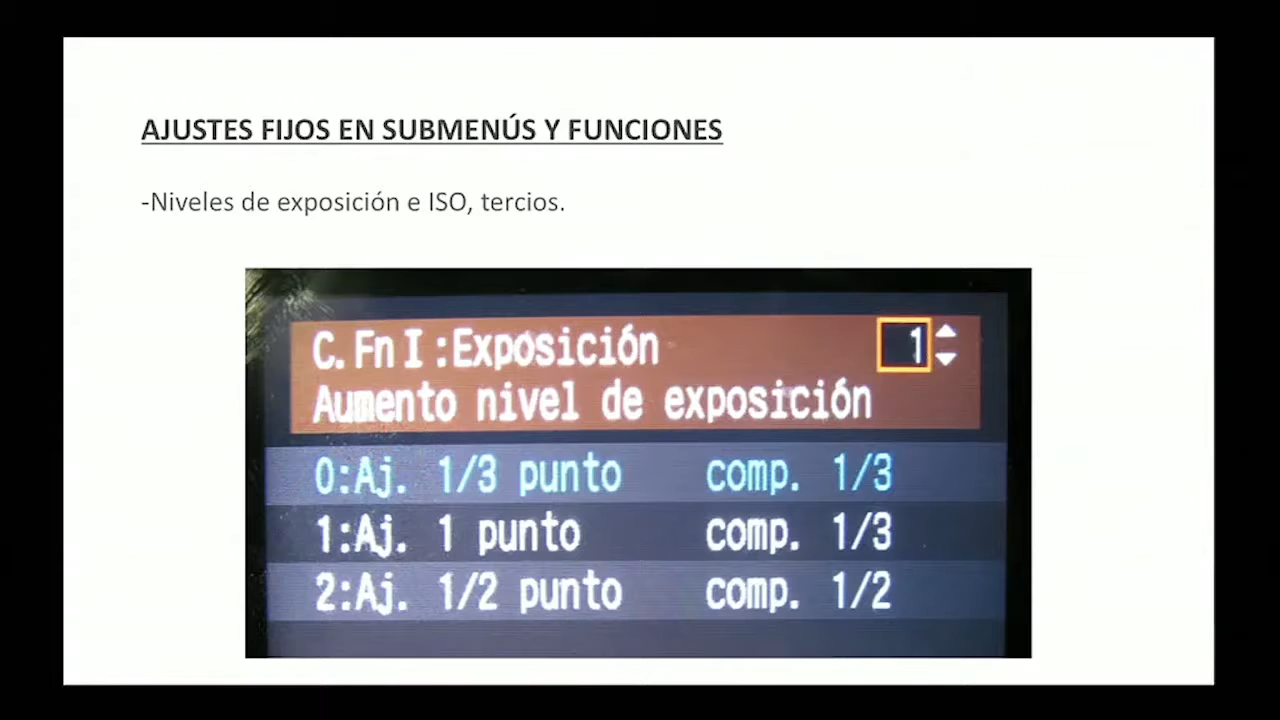 AJUSTES FIJOS EN SUBMENÚS Y FUNCIONES
-Niveles de exposición e ISO, tercios.
C.Fn I :Exposición 1
Aumento nivel de exposición
0:Aj. 1/3 punto comp. 1/3
1:Aj. 1 punto comp. 1/3
2:Aj. 1/2 punto comp. 1/2